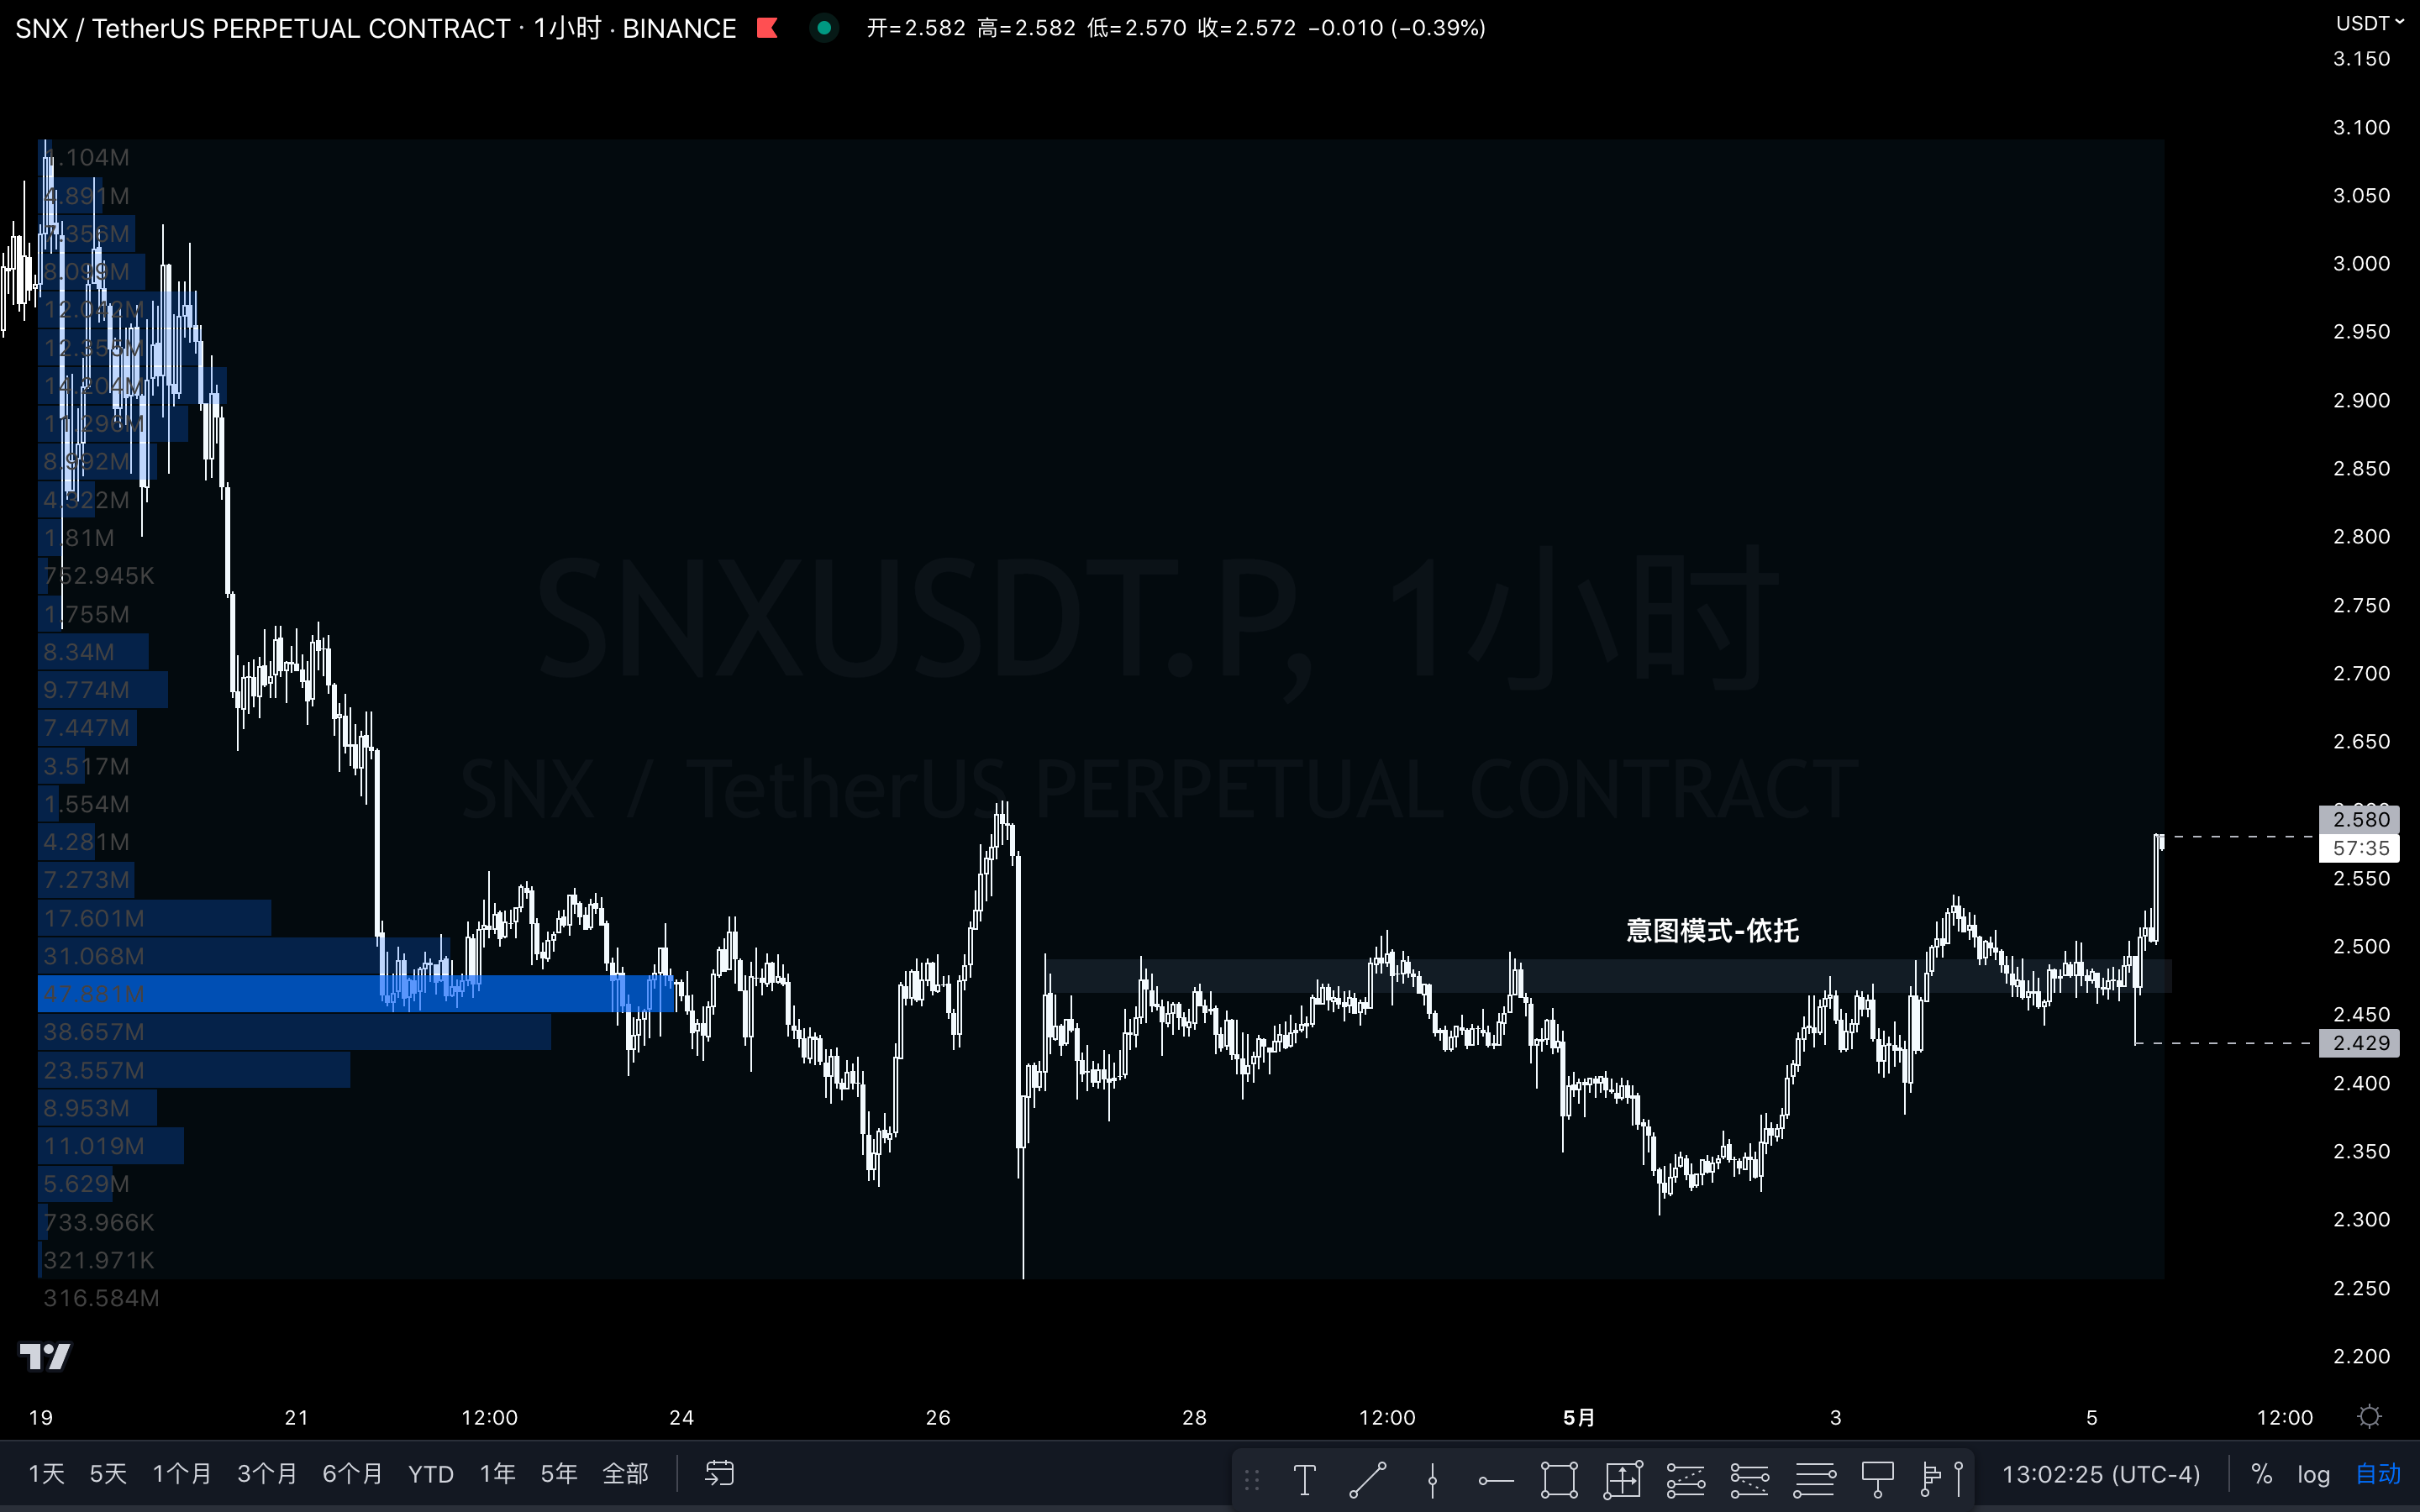 SNX / TetherUS PERPETUAL CONTRACT · 1小时 · BINANCE 开=2.582 高=2.582 低=2.570 收=2.572 −0.010 (−0.39%)
USDT
3.150
3.100
3.050
3.000
2.950
2.900
2.850
2.800
2.750
2.700
2.650
2.580
57:35
2.550
2.500
2.450
2.429
2.400
2.350
2.300
2.250
2.200
1.104M
4.891M
7.356M
8.099M
12.042M
12.355M
14.204M
11.296M
8.992M
4.322M
1.81M
752.945K
1.755M
8.34M
9.774M
7.447M
3.517M
1.554M
4.281M
7.273M
17.601M
31.068M
47.881M
38.657M
23.557M
8.953M
11.019M
5.629M
733.966K
321.971K
316.584M
SNXUSDT.P, 1小时
SNX / TetherUS PERPETUAL CONTRACT
意图模式-依托
19 21 12:00 24 26 28 12:00 5月 3 5 12:00
1天 5天 1个月 3个月 6个月 YTD 1年 5年 全部 13:02:25 (UTC-4) % log 自动